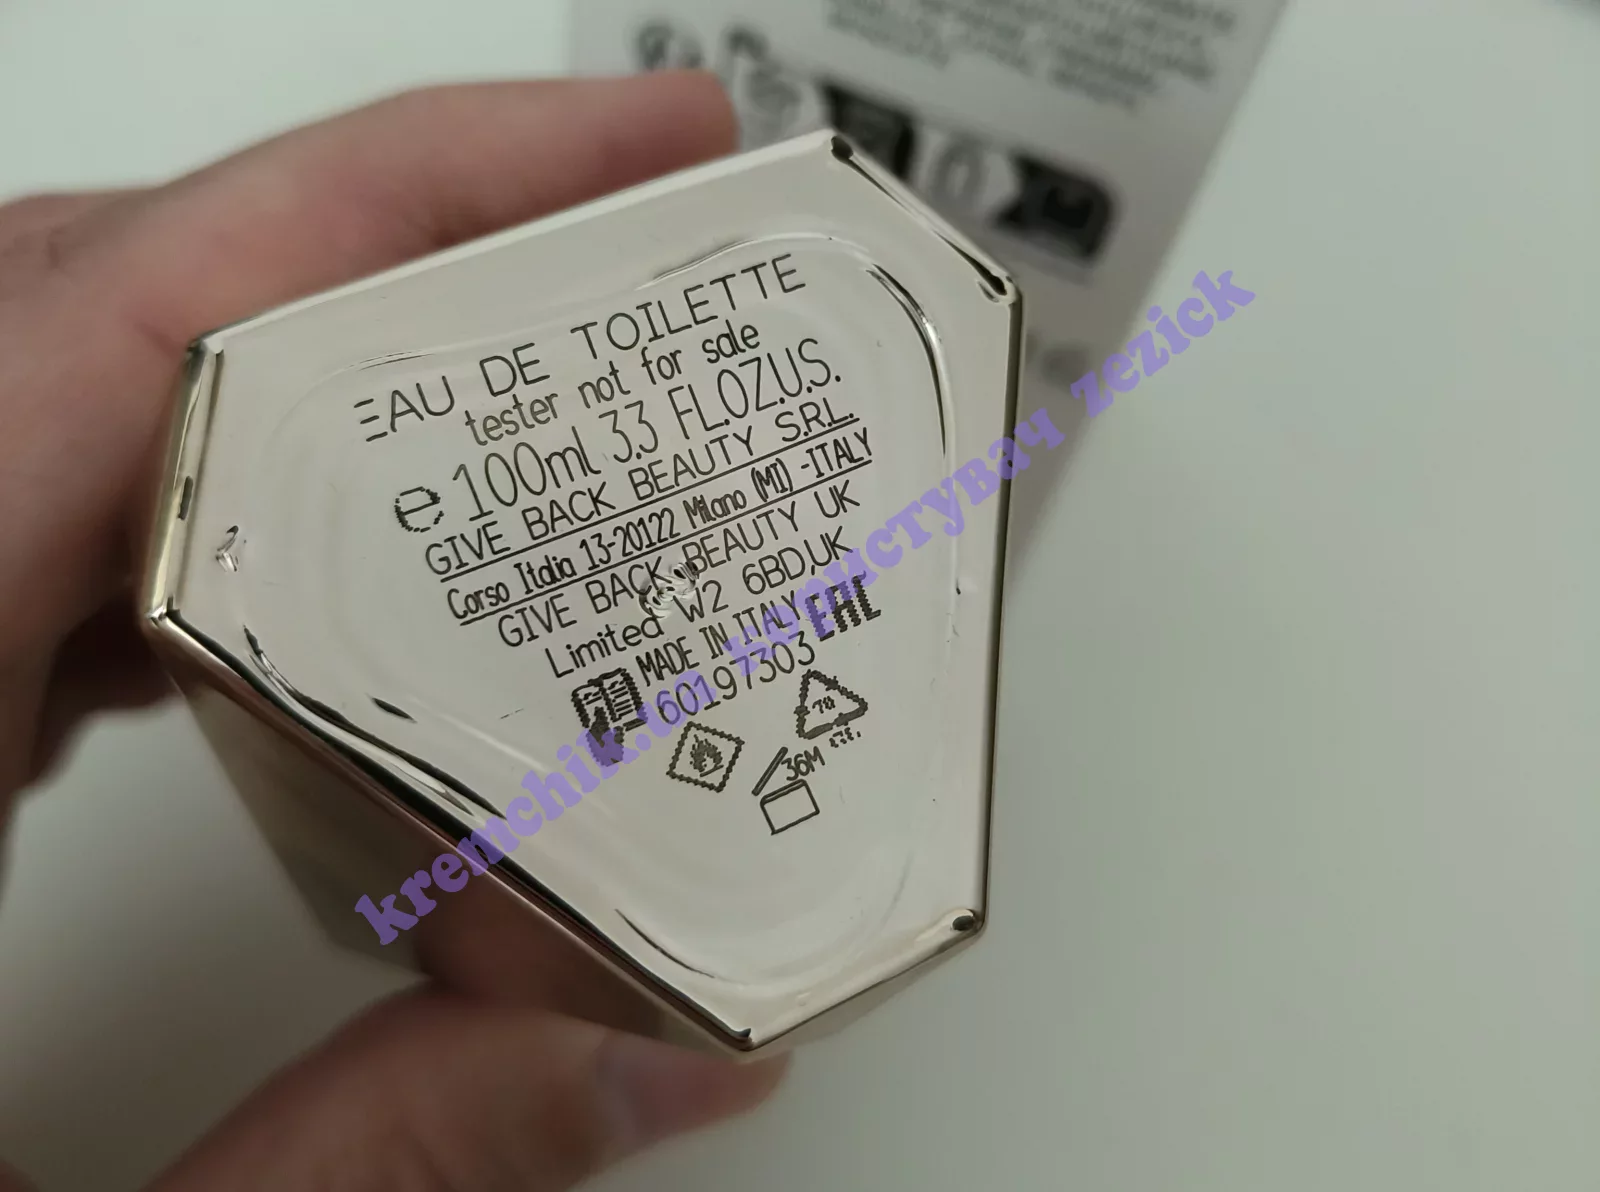 EAU DE TOILETTE
tester not for sale
e 100ml 3.3 FL.OZ.U.S.
GIVE BACK BEAUTY S.R.L.
Corso Italia 13-20122 Milano (MI) -ITALY
GIVE BACK BEAUTY UK
Limited W2 6BD,UK
MADE IN ITALY EAC
60197303
70
36M
kremchik.ua користувач zezick